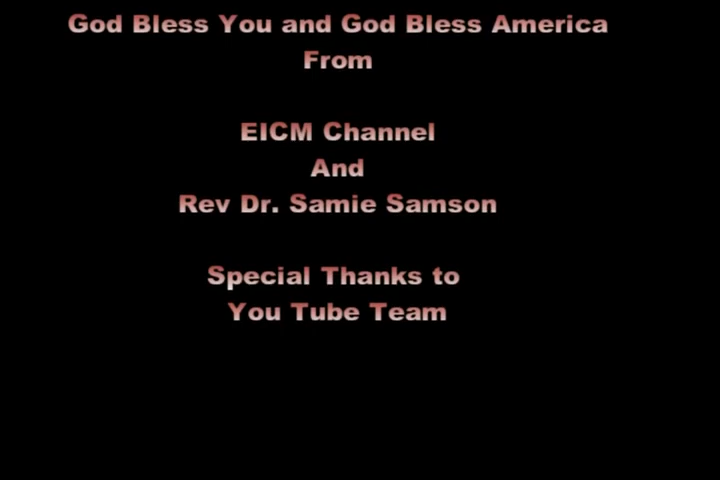 God Bless You and God Bless America
From
EICM Channel
And
Rev Dr. Samie Samson
Special Thanks to
You Tube Team